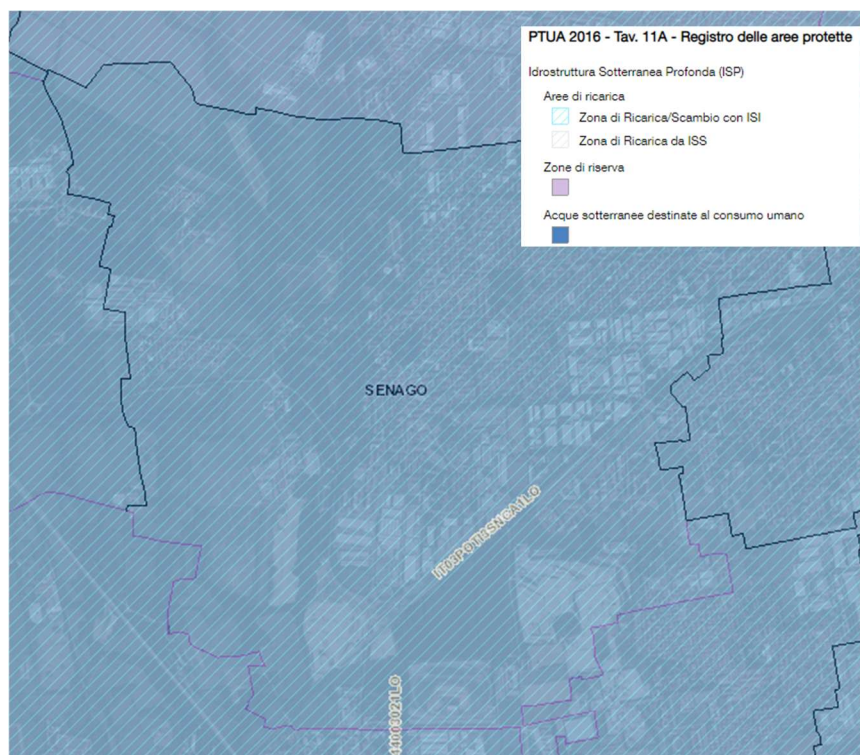 PTUA 2016 - Tav. 11A - Registro delle aree protette
Idrostruttura Sotterranea Profonda (ISP)
Aree di ricarica
Zona di Ricarica/Scambio con ISI
Zona di Ricarica da ISS
Zone di riserva
Acque sotterranee destinate al consumo umano
SENAGO
IT03POTI3SNCA1LO